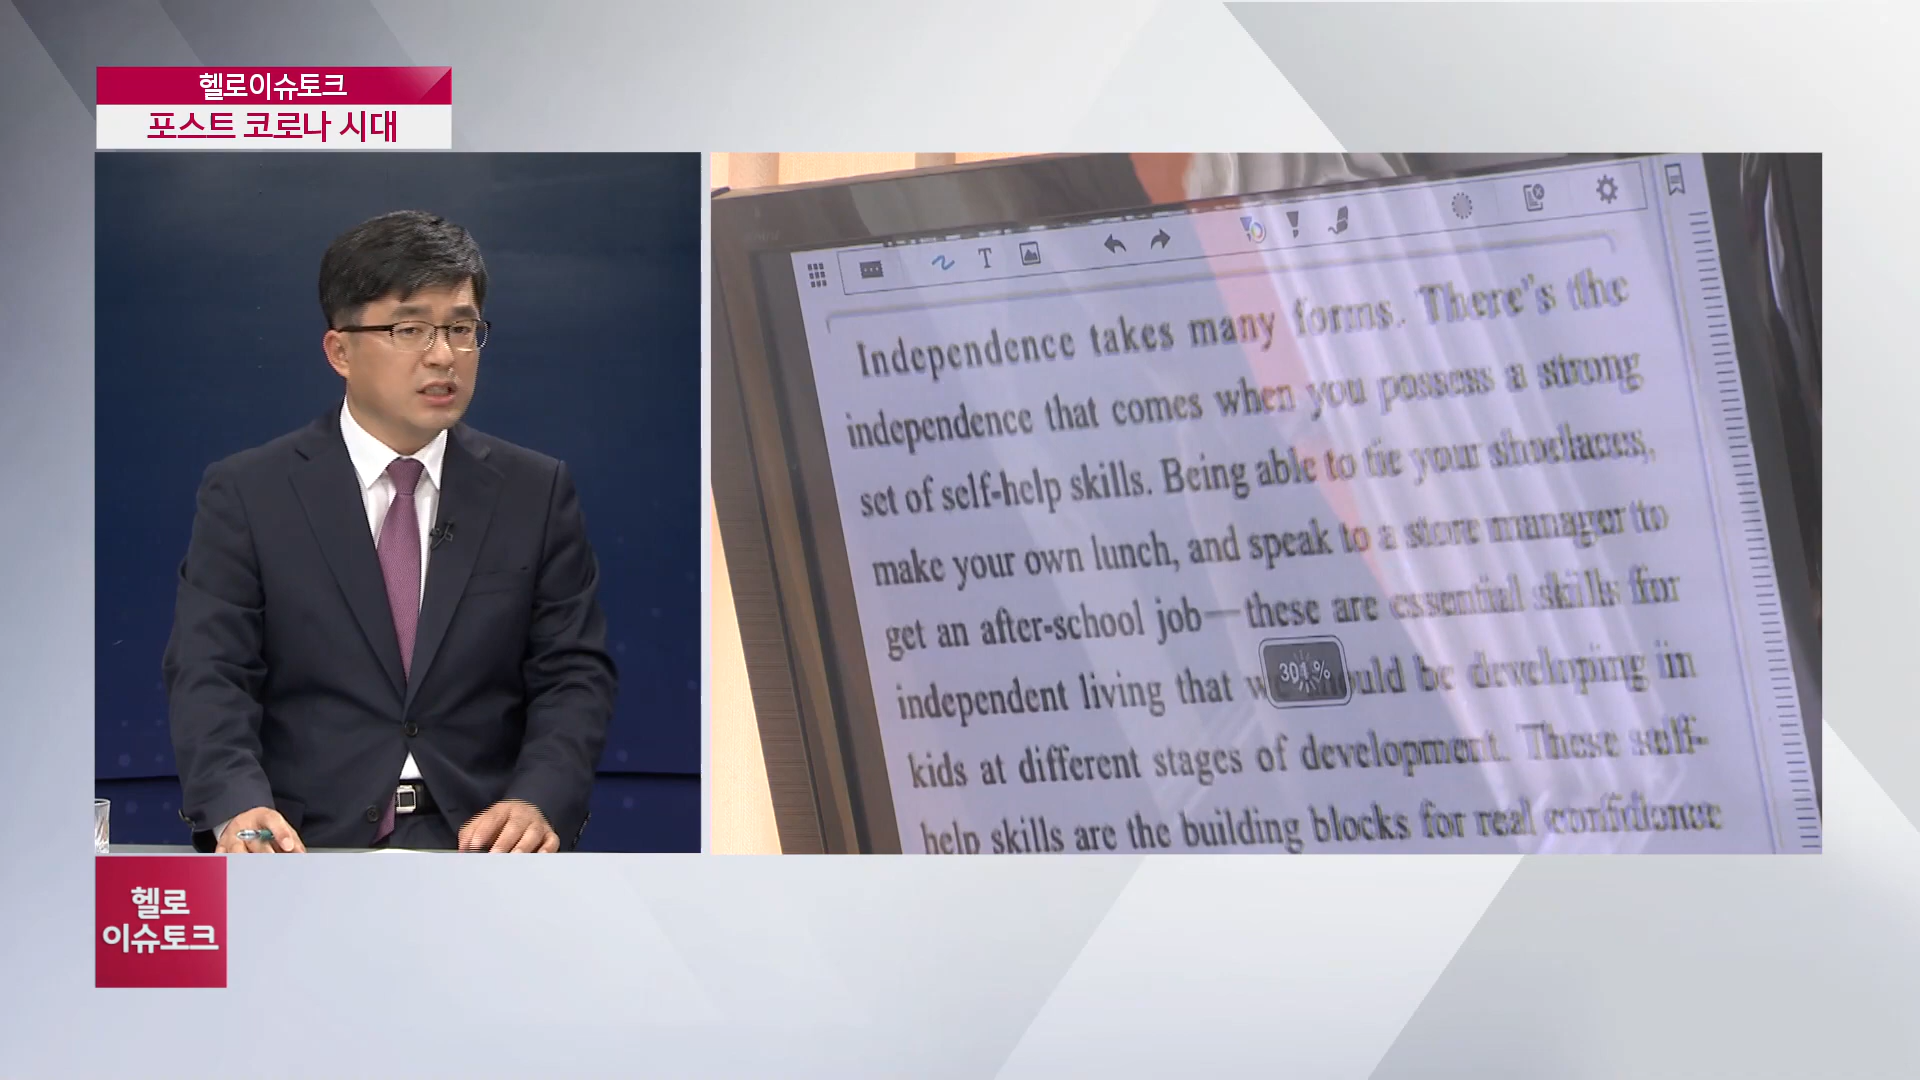 헬로이슈토크
포스트 코로나 시대
T
Independence takes many forms. There's the
independence that comes when you possess a strong
set of self-help skills. Being able to tie your shoelaces,
make your own lunch, and speak to a store manager to
get an after-school job—these are essential skills for
independent living that ould be developing in
301%
kids at different stages of development. These self-
help skills are the building blocks for real confidence
헬로
이슈토크